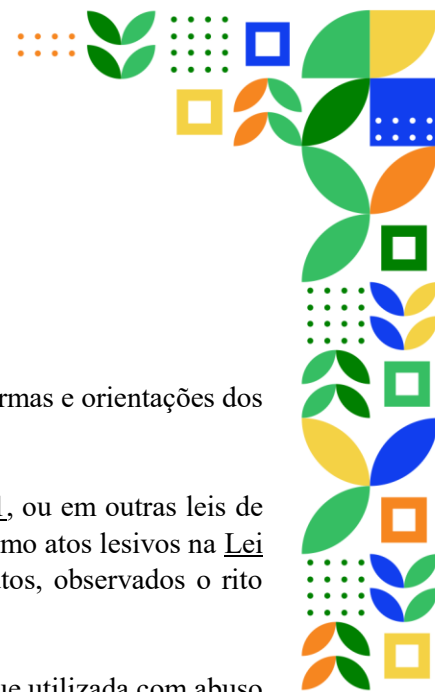 rmas e orientações dos
, ou em outras leis de
mo atos lesivos na Lei
tos, observados o rito
ue utilizada com abuso